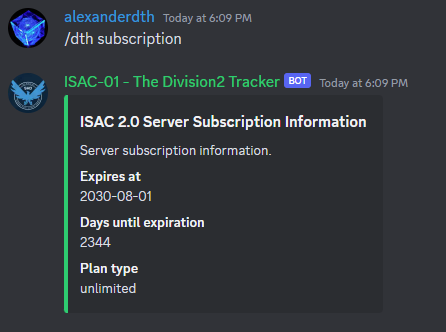 alexanderdth Today at 6:09 PM
/dth subscription
ISAC-01 - The Division2 Tracker BOT Today at 6:09 PM
ISAC 2.0 Server Subscription Information
Server subscription information.
Expires at
2030-08-01
Days until expiration
2344
Plan type
unlimited